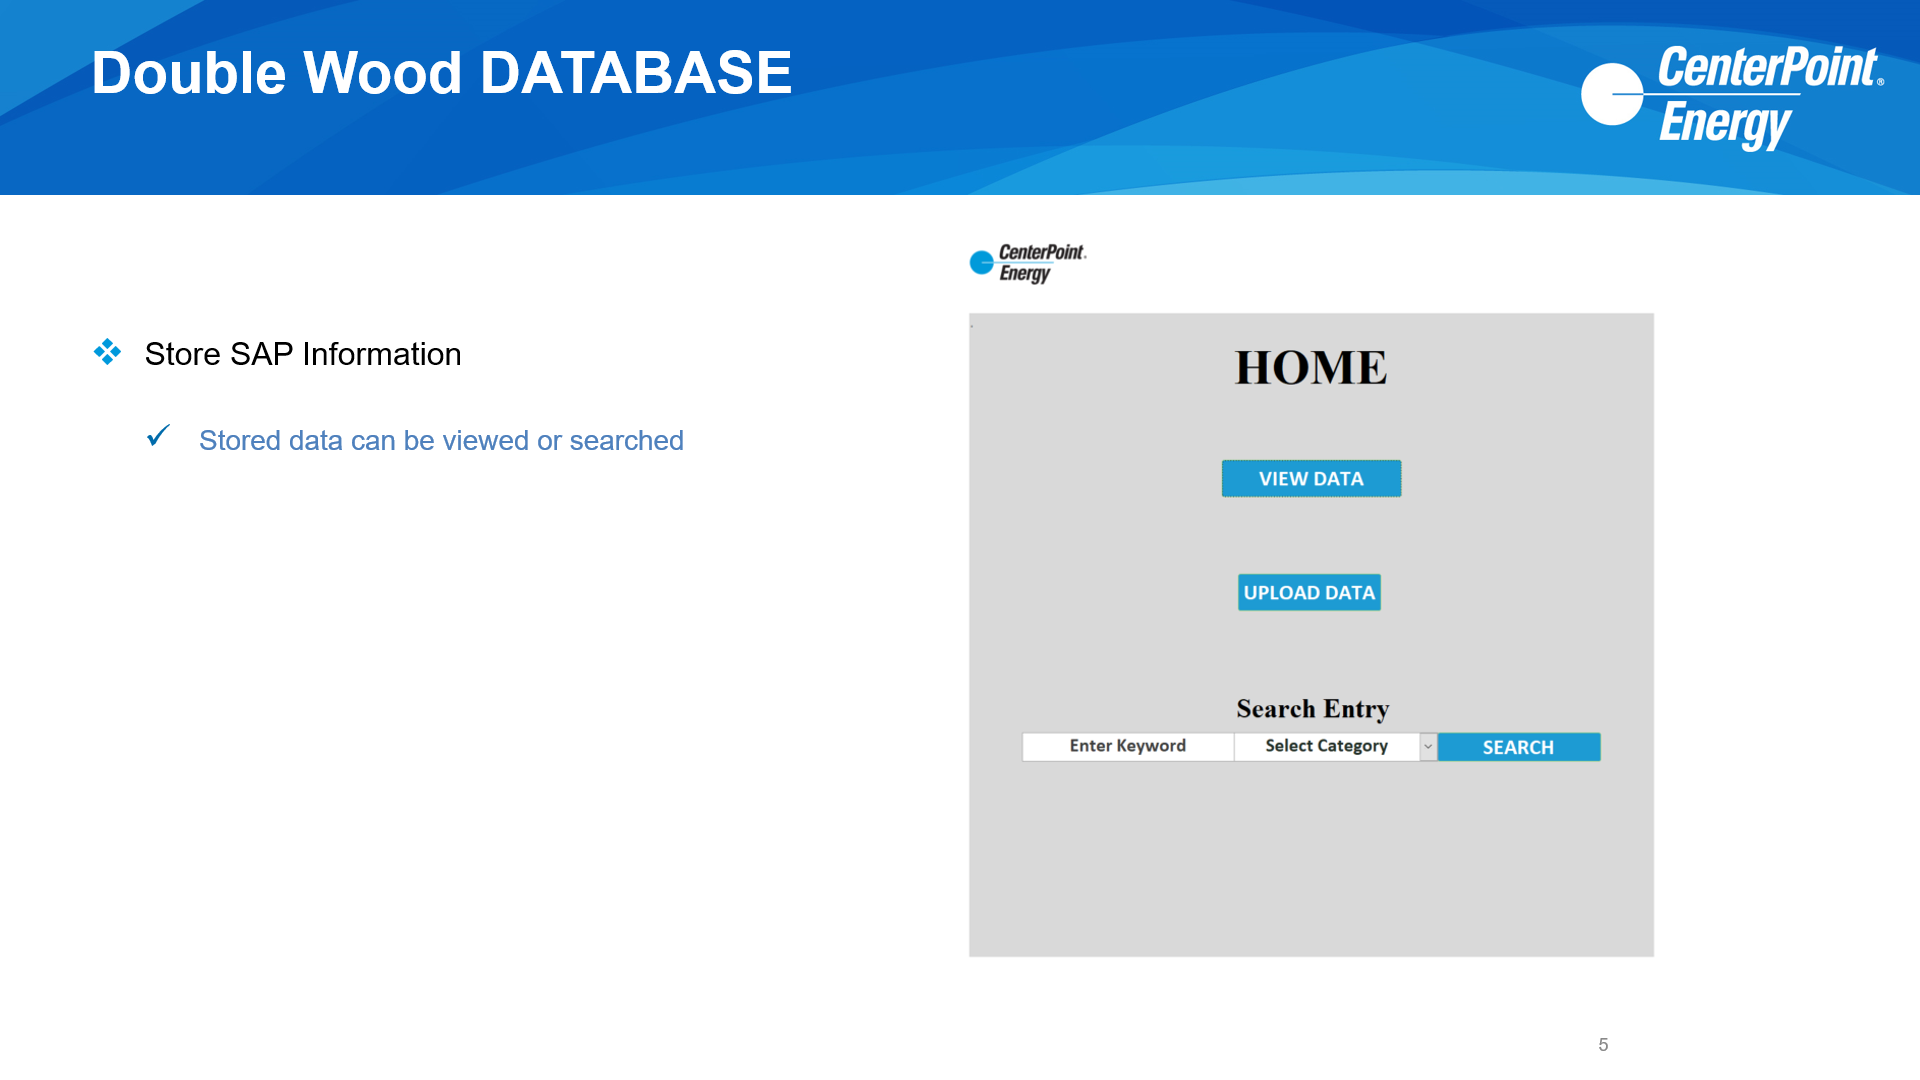 Double Wood DATABASE
CenterPoint®
Energy
CenterPoint.
Energy
Store SAP Information
Stored data can be viewed or searched
HOME
VIEW DATA
UPLOAD DATA
Search Entry
Enter Keyword Select Category SEARCH
5